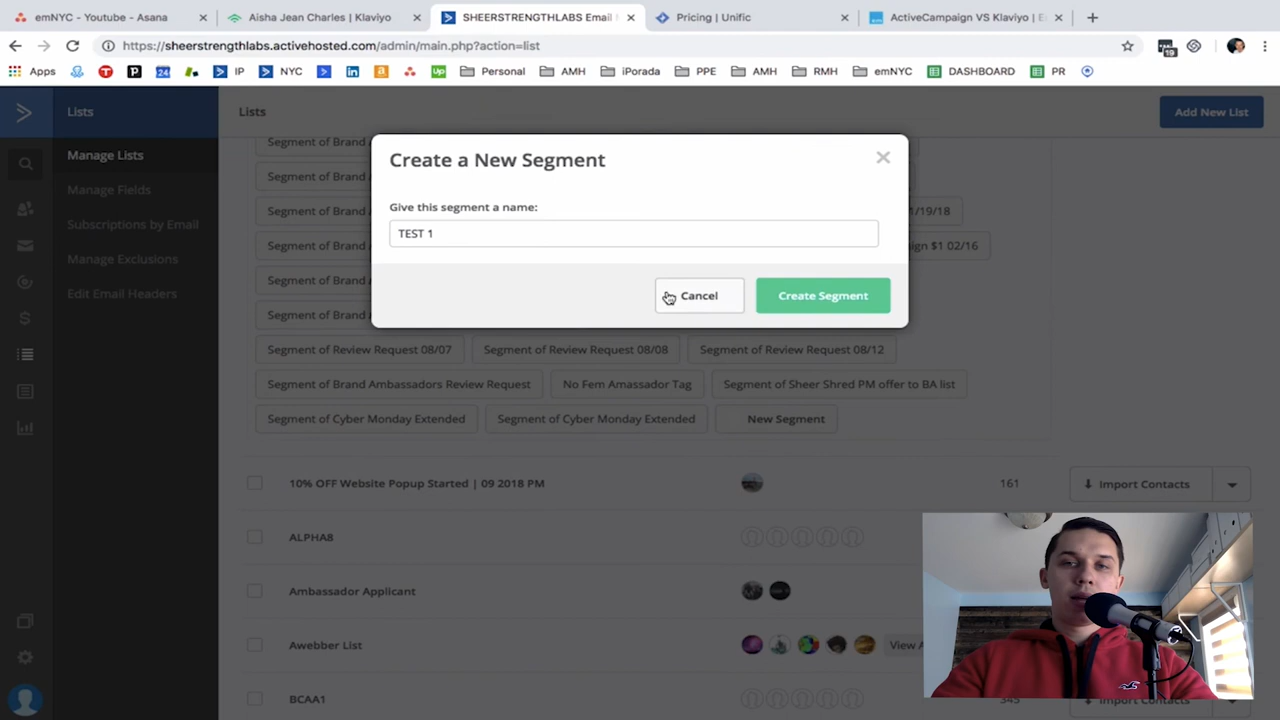 emNYC - Youtube - Asana
Aisha Jean Charles | Klaviyo
SHEERSTRENGTHLABS Email
Pricing | Unific
ActiveCampaign VS Klaviyo |
https://sheerstrengthlabs.activehosted.com/admin/main.php?action=list
19
Apps
24
IP
NYC
Up
Personal
AMH
iPorada
PPE
AMH
RMH
emNYC
DASHBOARD
PR
Lists
Lists
Add New List
Manage Lists
Manage Fields
Subscriptions by Email
Manage Exclusions
Edit Email Headers
Create a New Segment
Give this segment a name:
TEST 1
Cancel
Create Segment
Segment of Brand
Segment of Brand
Segment of Brand
1/19/18
Segment of Brand
ign $1 02/16
Segment of Brand
Segment of Brand
Segment of Review Request 08/07
Segment of Review Request 08/08
Segment of Review Request 08/12
Segment of Brand Ambassadors Review Request
No Fem Amassador Tag
Segment of Sheer Shred PM offer to BA list
Segment of Cyber Monday Extended
Segment of Cyber Monday Extended
New Segment
10% OFF Website Popup Started | 09 2018 PM
161
Import Contacts
ALPHA8
Ambassador Applicant
Awebber List
View A
BCAA1
345
Import Contacts